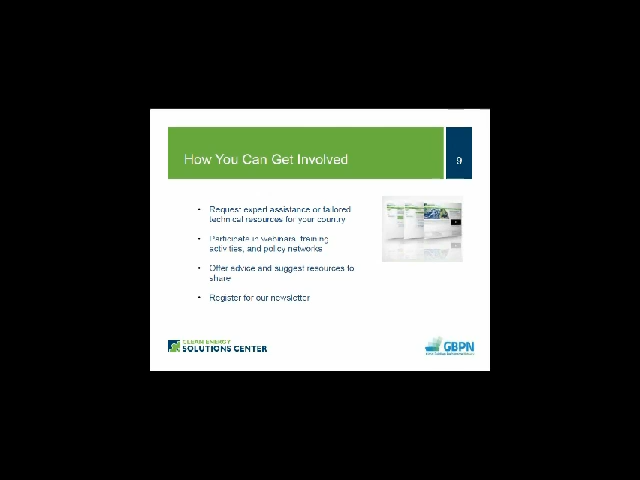 How You Can Get Involved
9
• Request expert assistance or tailored
technical resources for your country
• Participate in webinars, training
activities, and policy networks
• Offer advice and suggest resources to
share
• Register for our newsletter
CLEAN ENERGY
SOLUTIONS CENTER
GBPN